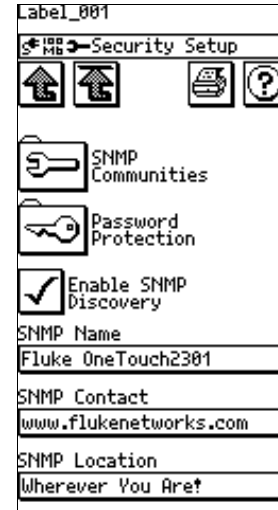 Label_001
Security Setup
?
SNMP
Communities
Password
Protection
Enable SNMP
Discovery
SNMP Name
Fluke OneTouch2301
SNMP Contact
www.flukenetworks.com
SNMP Location
Wherever You Are!